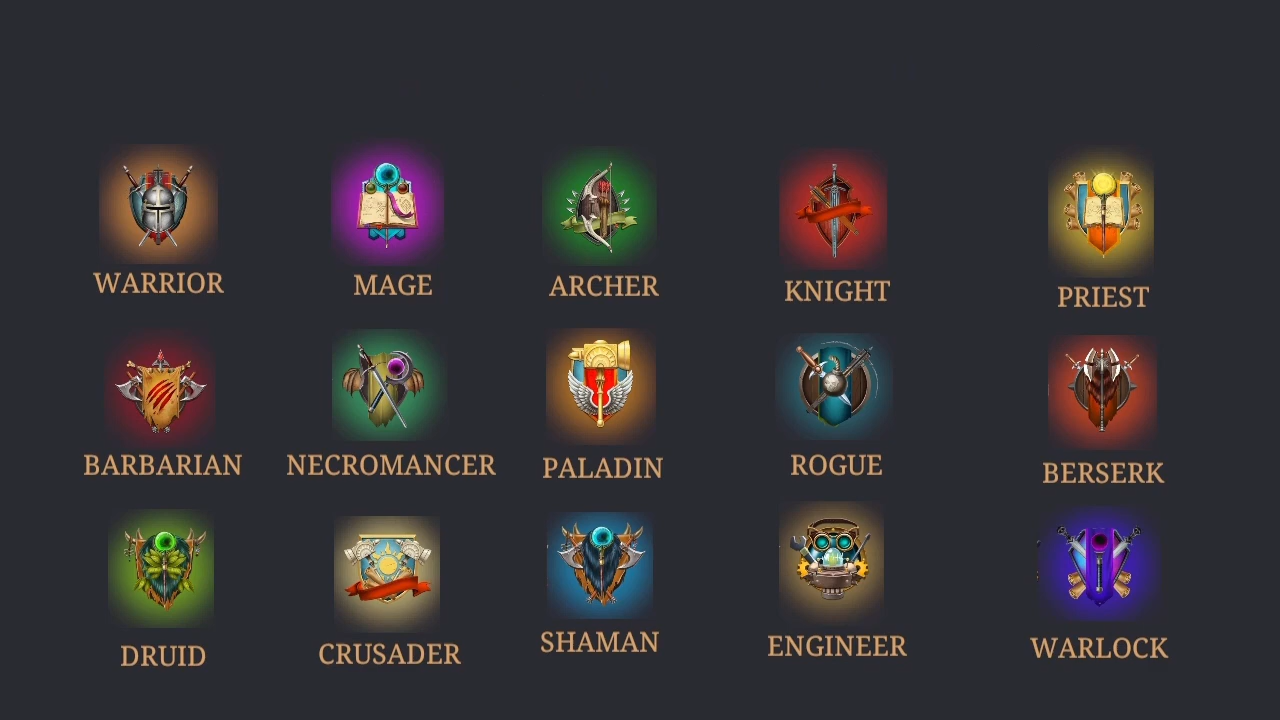 WARRIOR
MAGE
ARCHER
KNIGHT
PRIEST
BARBARIAN
NECROMANCER
PALADIN
ROGUE
BERSERK
DRUID
CRUSADER
SHAMAN
ENGINEER
WARLOCK